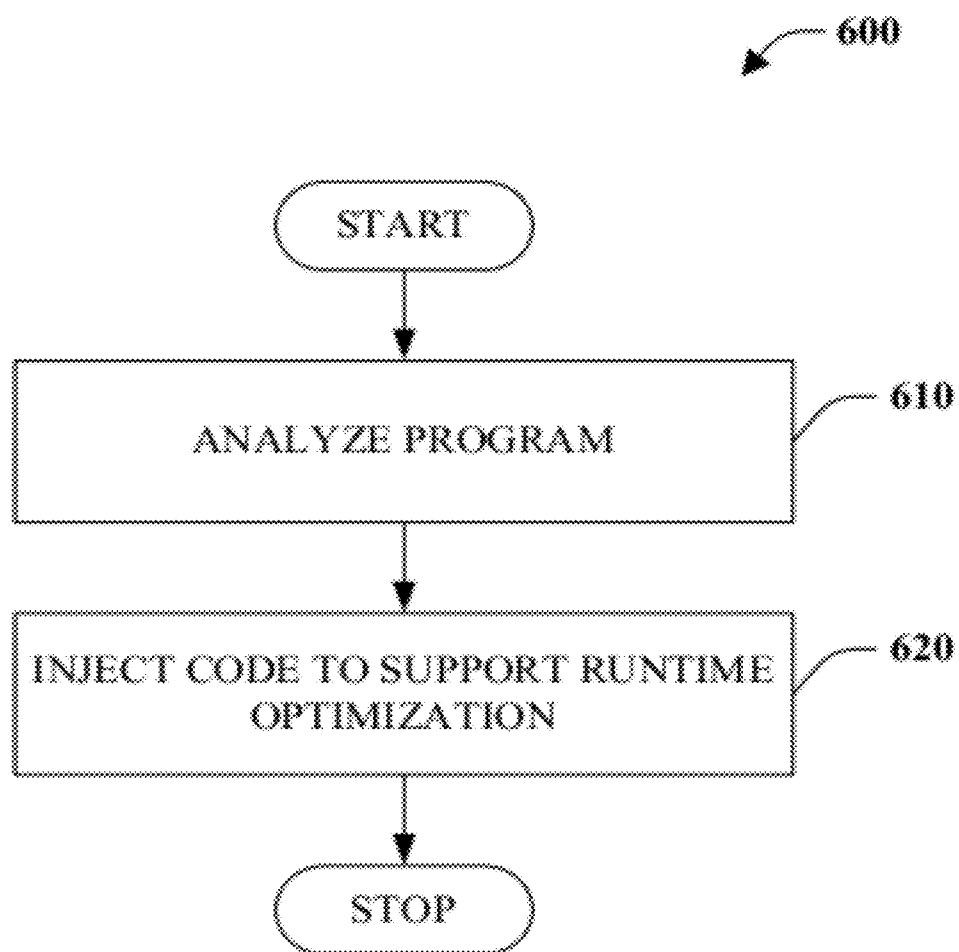 600
START
ANALYZE PROGRAM
610
INJECT CODE TO SUPPORT RUNTIME
OPTIMIZATION
620
STOP